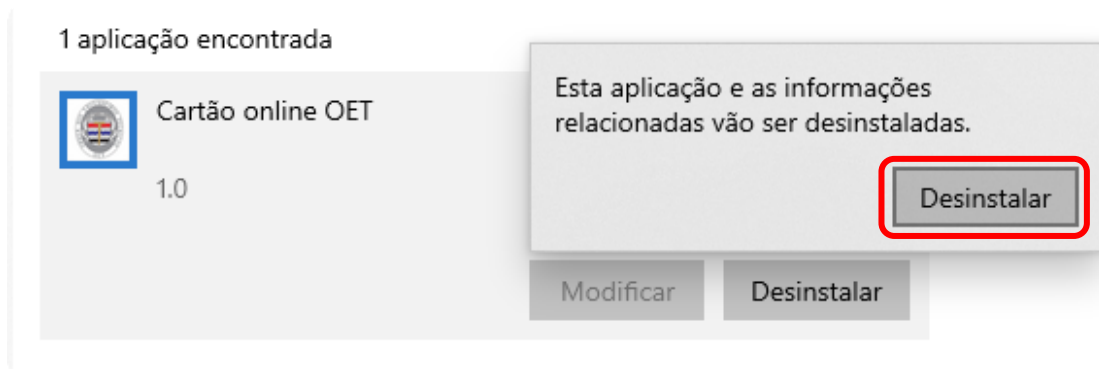 1 aplicação encontrada
Cartão online OET
1.0
Esta aplicação e as informações
relacionadas vão ser desinstaladas.
Desinstalar
Modificar
Desinstalar